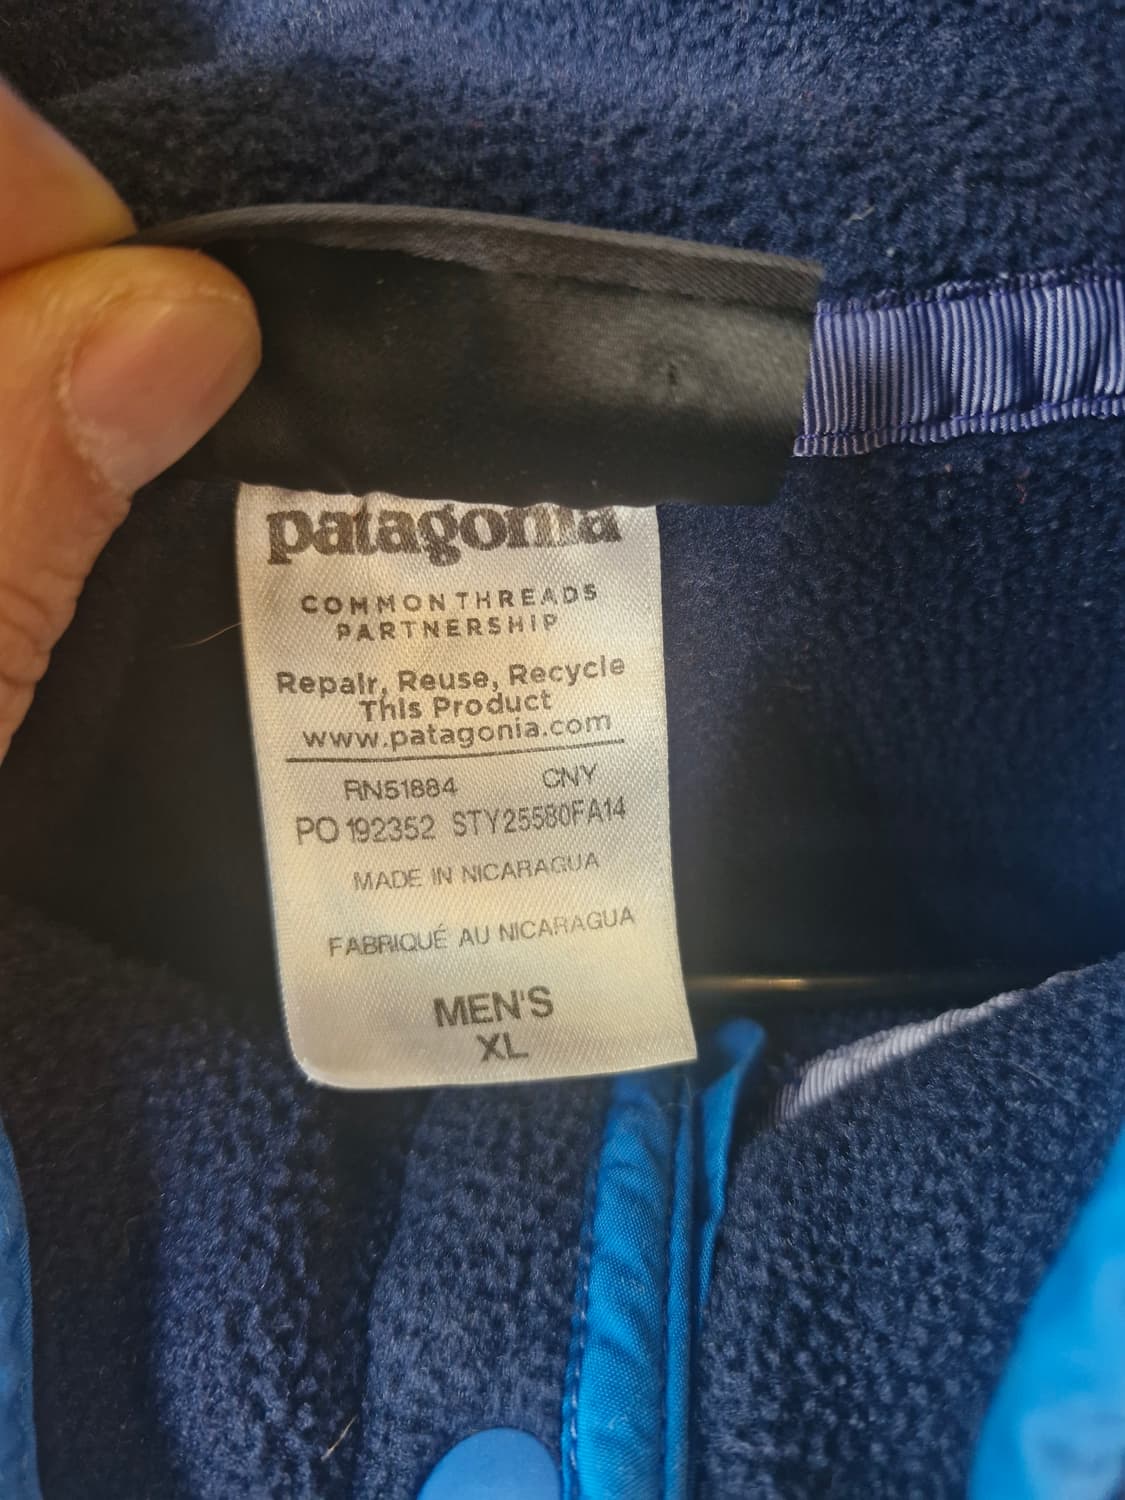 patagonia
COMMON THREADS
PARTNERSHIP
Repair, Reuse, Recycle
This Product
www.patagonia.com
RN51884 CNY
PO 192352 STY25580FA14
MADE IN NICARAGUA
FABRIQUÉ AU NICARAGUA
MEN'S
XL